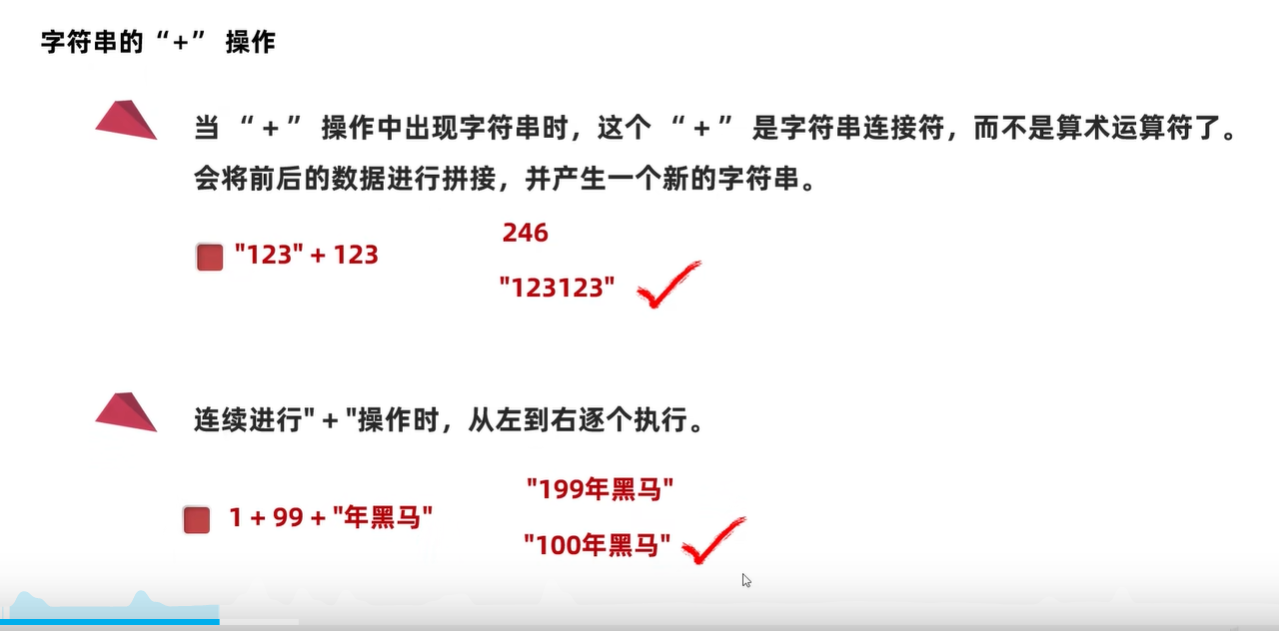 字符串的“+” 操作
当 “+” 操作中出现字符串时，这个 “+” 是字符串连接符，而不是算术运算符了。
会将前后的数据进行拼接，并产生一个新的字符串。
"123" + 123
246
"123123"
连续进行" + "操作时，从左到右逐个执行。
1 + 99 + "年黑马"
"199年黑马"
"100年黑马"